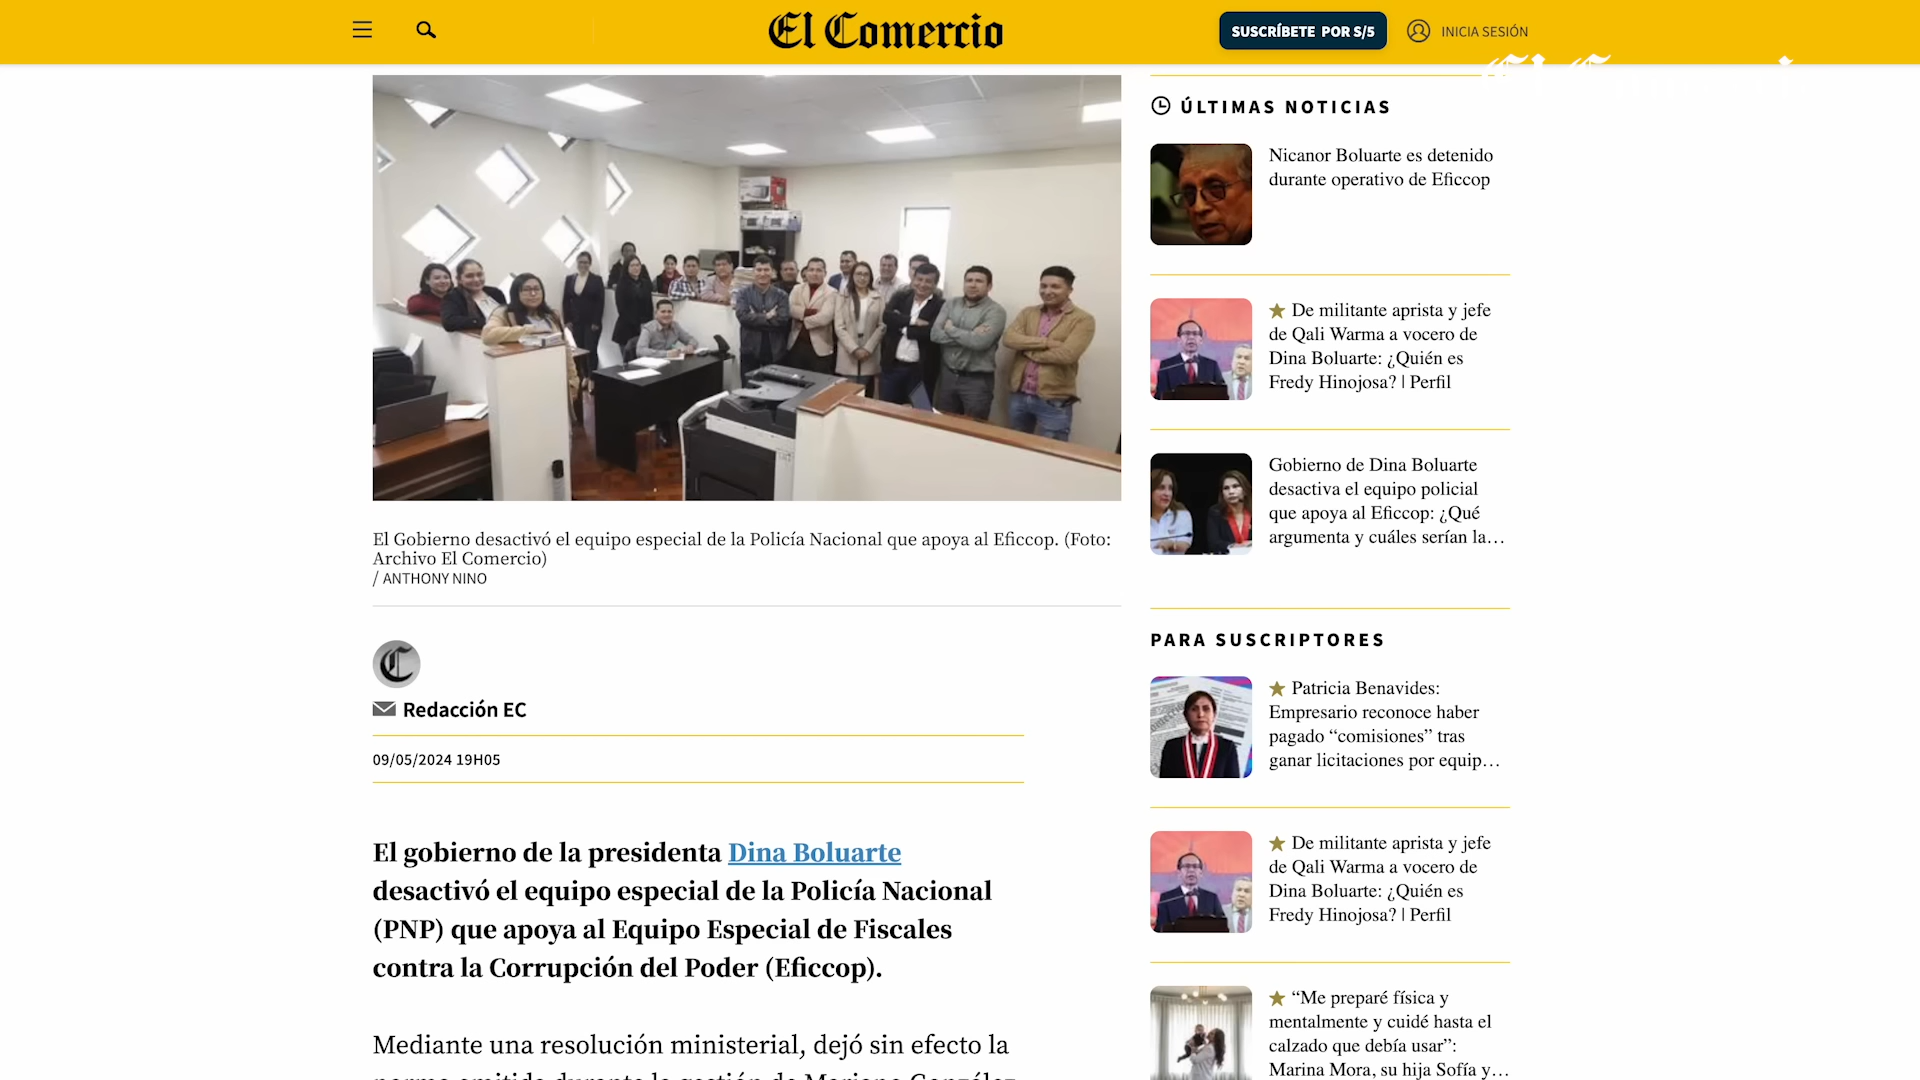 El Comercio
SUSCRÍBETE POR S/5
INICIA SESIÓN
El Gobierno desactivó el equipo especial de la Policía Nacional que apoya al Eficcop. (Foto:
Archivo El Comercio)
/ ANTHONY NINO
Redacción EC
09/05/2024 19H05
El gobierno de la presidenta Dina Boluarte
desactivó el equipo especial de la Policía Nacional
(PNP) que apoya al Equipo Especial de Fiscales
contra la Corrupción del Poder (Eficcop).
Mediante una resolución ministerial, dejó sin efecto la
norma emitida durante la gestión de Mariano González
ÚLTIMAS NOTICIAS
Nicanor Boluarte es detenido
durante operativo de Eficcop
De militante aprista y jefe
de Qali Warma a vocero de
Dina Boluarte: ¿Quién es
Fredy Hinojosa? | Perfil
Gobierno de Dina Boluarte
desactiva el equipo policial
que apoya al Eficcop: ¿Qué
argumenta y cuáles serían la…
PARA SUSCRIPTORES
Patricia Benavides:
Empresario reconoce haber
pagado “comisiones” tras
ganar licitaciones por equip…
De militante aprista y jefe
de Qali Warma a vocero de
Dina Boluarte: ¿Quién es
Fredy Hinojosa? | Perfil
“Me preparé física y
mentalmente y cuidé hasta el
calzado que debía usar”:
Marina Mora, su hija Sofía y…